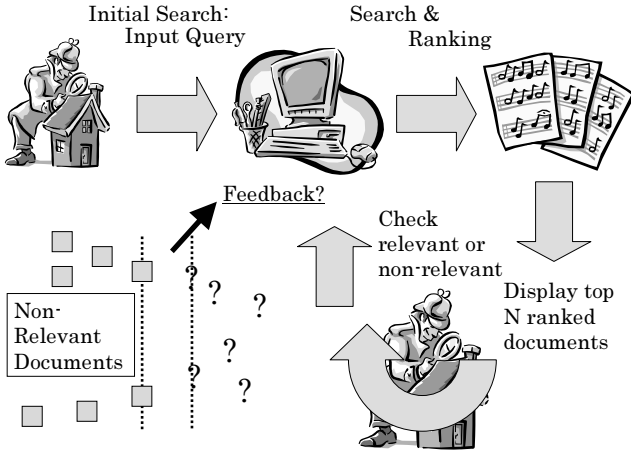 Initial Search:
Input Query
Search &
Ranking
Feedback?
Check
relevant or
non-relevant
Display top
N ranked
documents
Non-
Relevant
Documents
?
?
?
?
?
?